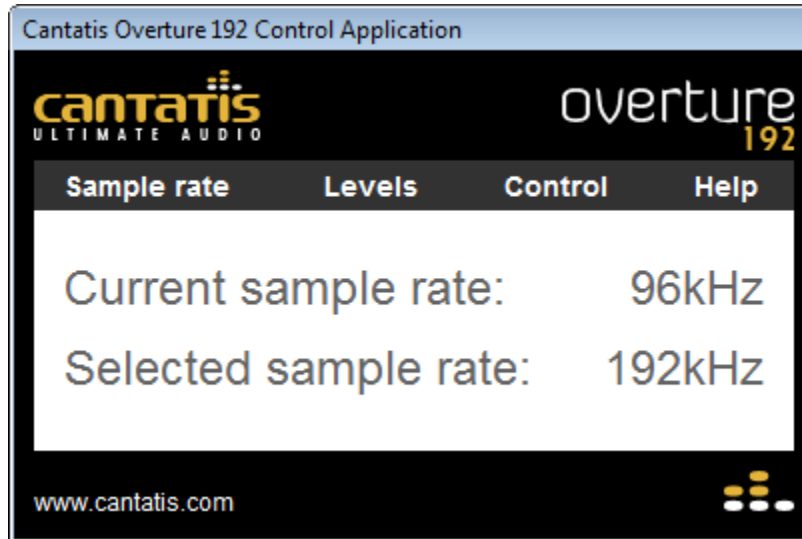 Cantatis Overture 192 Control Application
cantatis overture
ULTIMATE AUDIO 192
Sample rate Levels Control Help
Current sample rate: 96kHz
Selected sample rate: 192kHz
www.cantatis.com